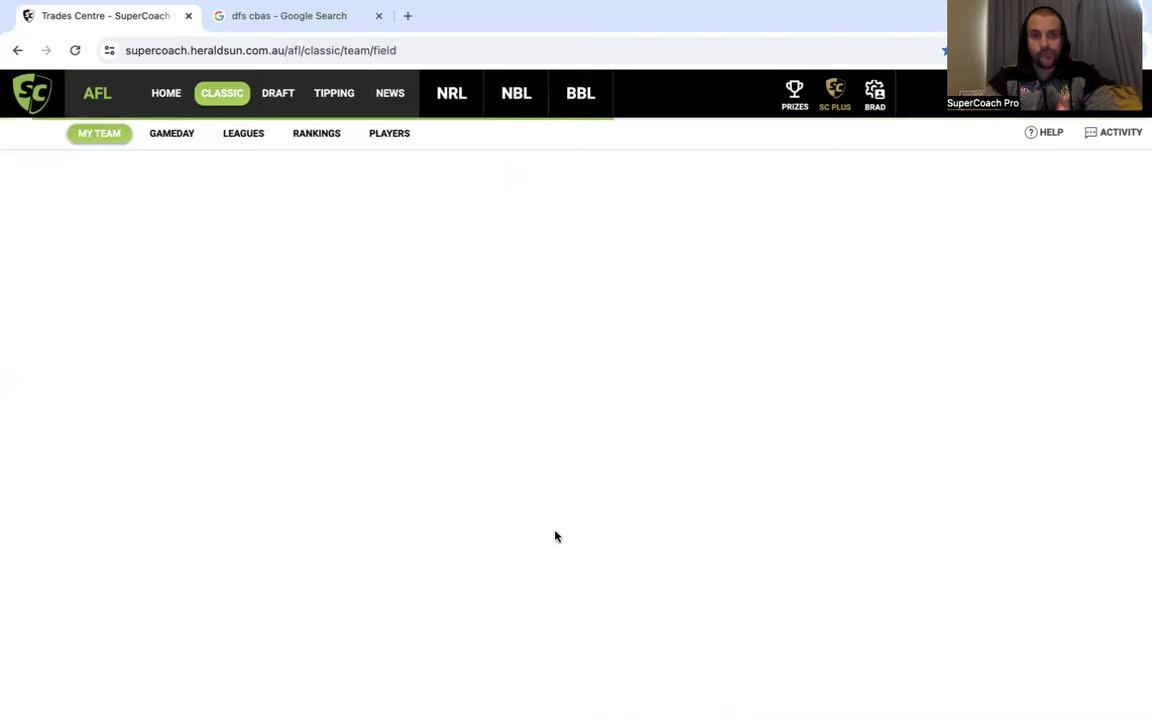 Trades Centre - SuperCoach
dfs cbas - Google Search
supercoach.heraldsun.com.au/afl/classic/team/field
SC
AFL
HOME
CLASSIC
DRAFT
TIPPING
NEWS
NRL
NBL
BBL
PRIZES
SC PLUS
BRAD
SuperCoach Pro
MY TEAM
GAMEDAY
LEAGUES
RANKINGS
PLAYERS
HELP
ACTIVITY